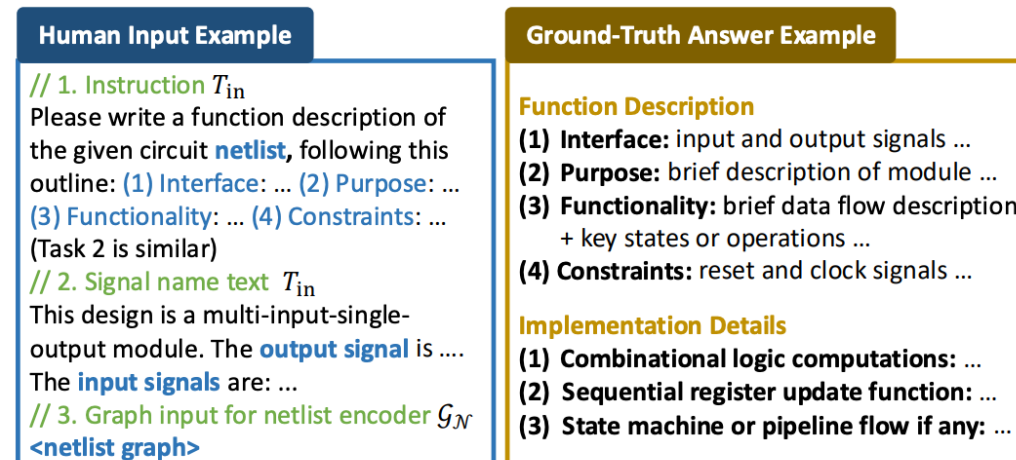 Human Input Example
// 1. Instruction T_in
Please write a function description of
the given circuit netlist, following this
outline: (1) Interface: ... (2) Purpose: ...
(3) Functionality: ... (4) Constraints: ...
(Task 2 is similar)
// 2. Signal name text T_in
This design is a multi-input-single-
output module. The output signal is ....
The input signals are: ...
// 3. Graph input for netlist encoder 𝒢_𝒩
<netlist graph>
Ground-Truth Answer Example
Function Description
(1) Interface: input and output signals ...
(2) Purpose: brief description of module ...
(3) Functionality: brief data flow description
+ key states or operations ...
(4) Constraints: reset and clock signals ...
Implementation Details
(1) Combinational logic computations: ...
(2) Sequential register update function: ...
(3) State machine or pipeline flow if any: ...